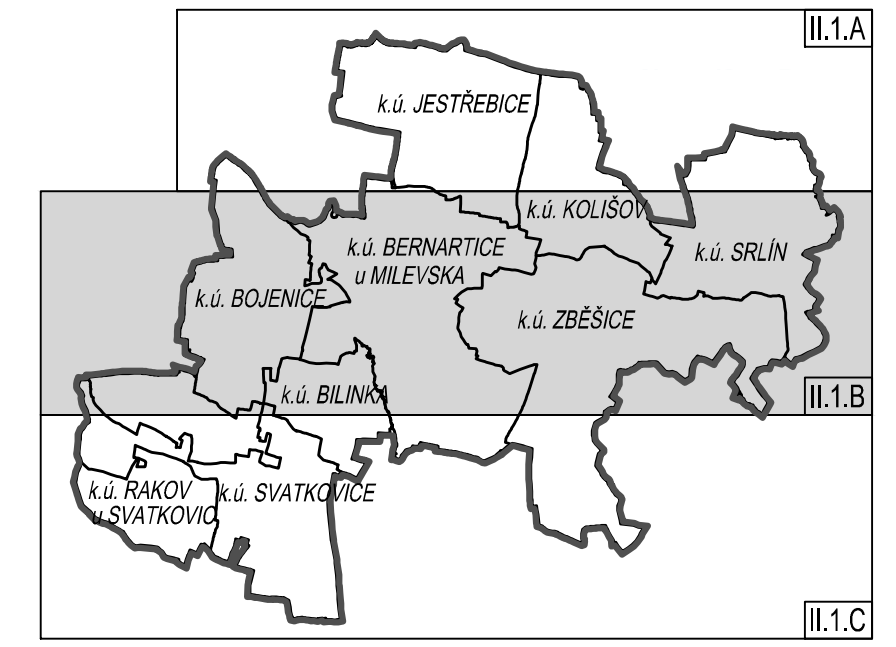 II.1.A
k.ú. JESTŘEBICE
k.ú. KOLIŠOV
k.ú. BERNARTICE
u MILEVSKA
k.ú. SRLÍN
k.ú. BOJENICE
k.ú. ZBĚŠICE
k.ú. BILINKA
II.1.B
k.ú. RAKOV
u SVATKOVIC
k.ú. SVATKOVICE
II.1.C